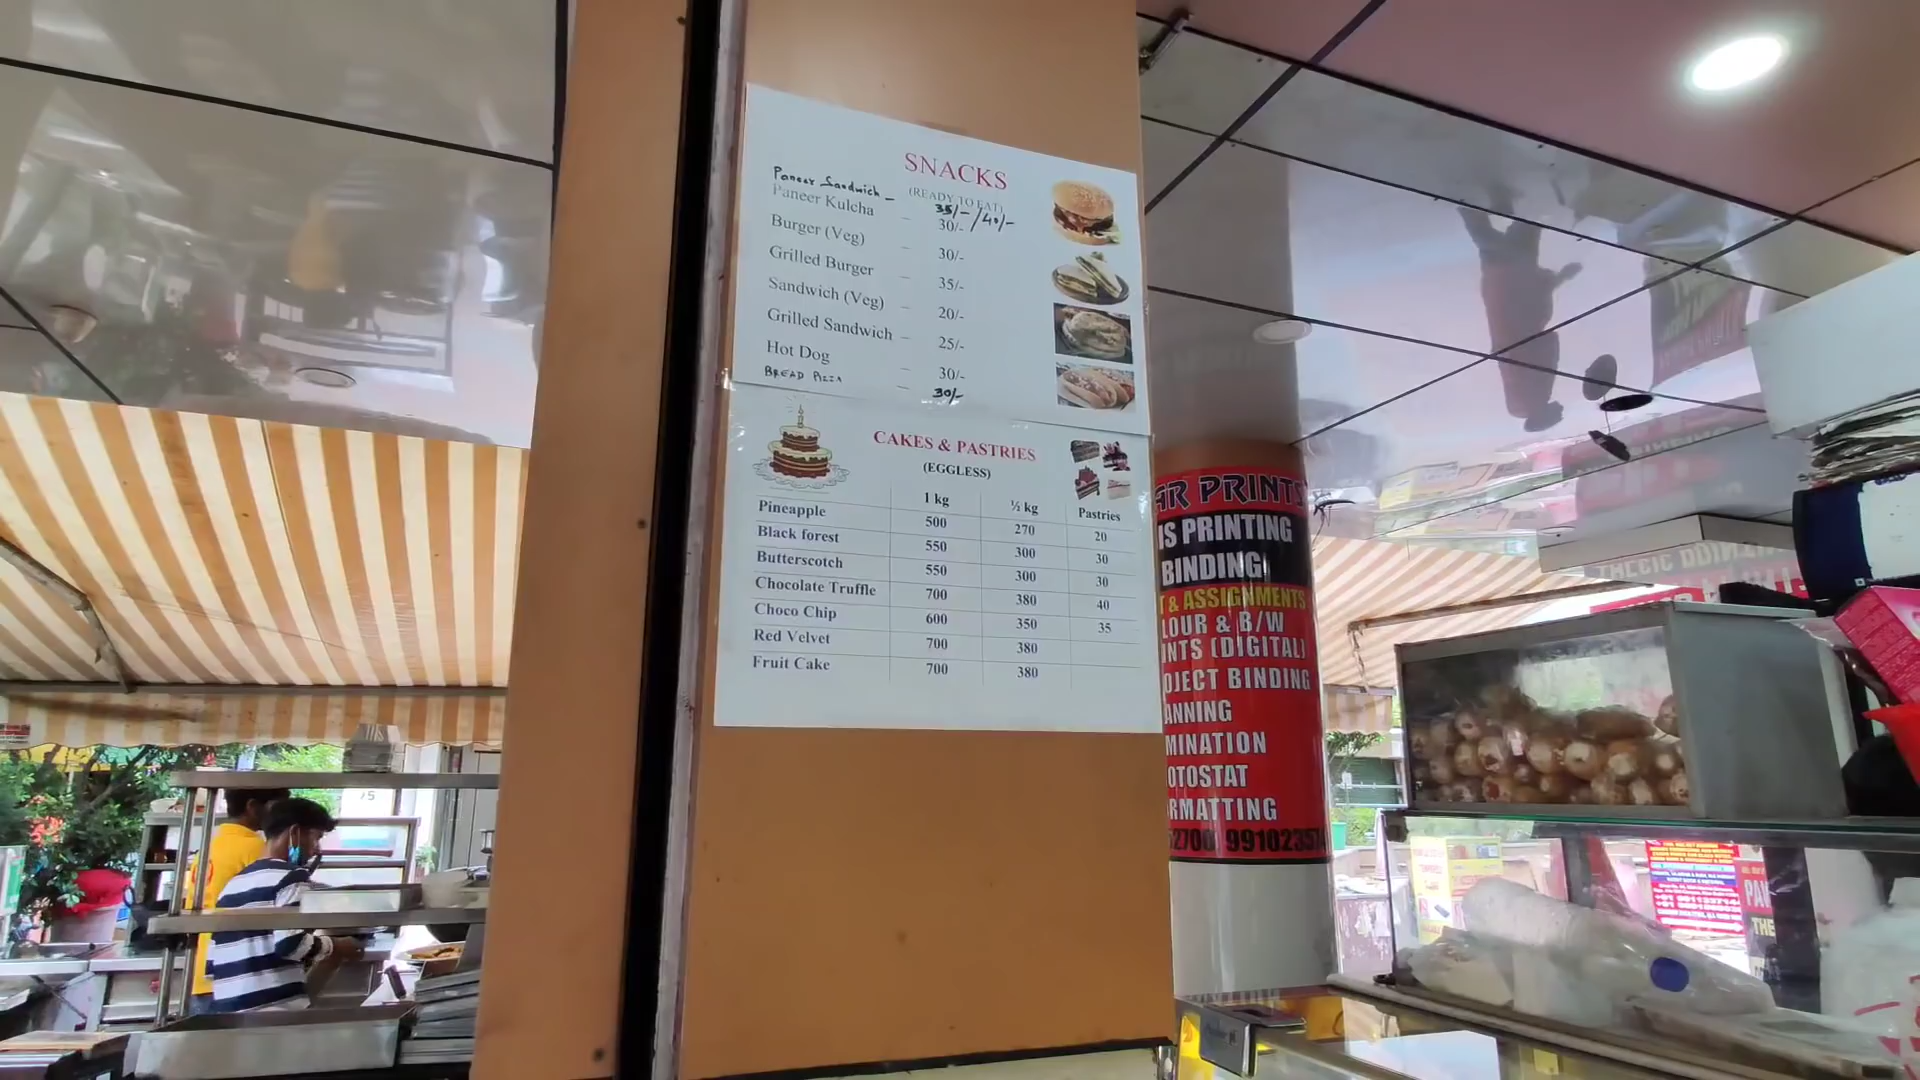 SNACKS
(READY TO EAT)
Paneer Sandwich - 35/- /40/-
Paneer Kulcha - 30/-
Burger (Veg) - 30/-
Grilled Burger - 35/-
Sandwich (Veg) - 20/-
Grilled Sandwich - 25/-
Hot Dog - 30/-
BREAD PIZZA - 30/-
CAKES & PASTRIES
(EGGLESS)
1 kg ½ kg Pastries
Pineapple 500 270 20
Black forest 550 300 30
Butterscotch 550 300 30
Chocolate Truffle 700 380 40
Choco Chip 600 350 35
Red Velvet 700 380
Fruit Cake 700 380
AR PRINTS
IS PRINTING
BINDING
T & ASSIGNMENTS
LOUR & B/W
INTS (DIGITAL)
OJECT BINDING
ANNING
MINATION
OTOSTAT
RMATTING
PAN
THE